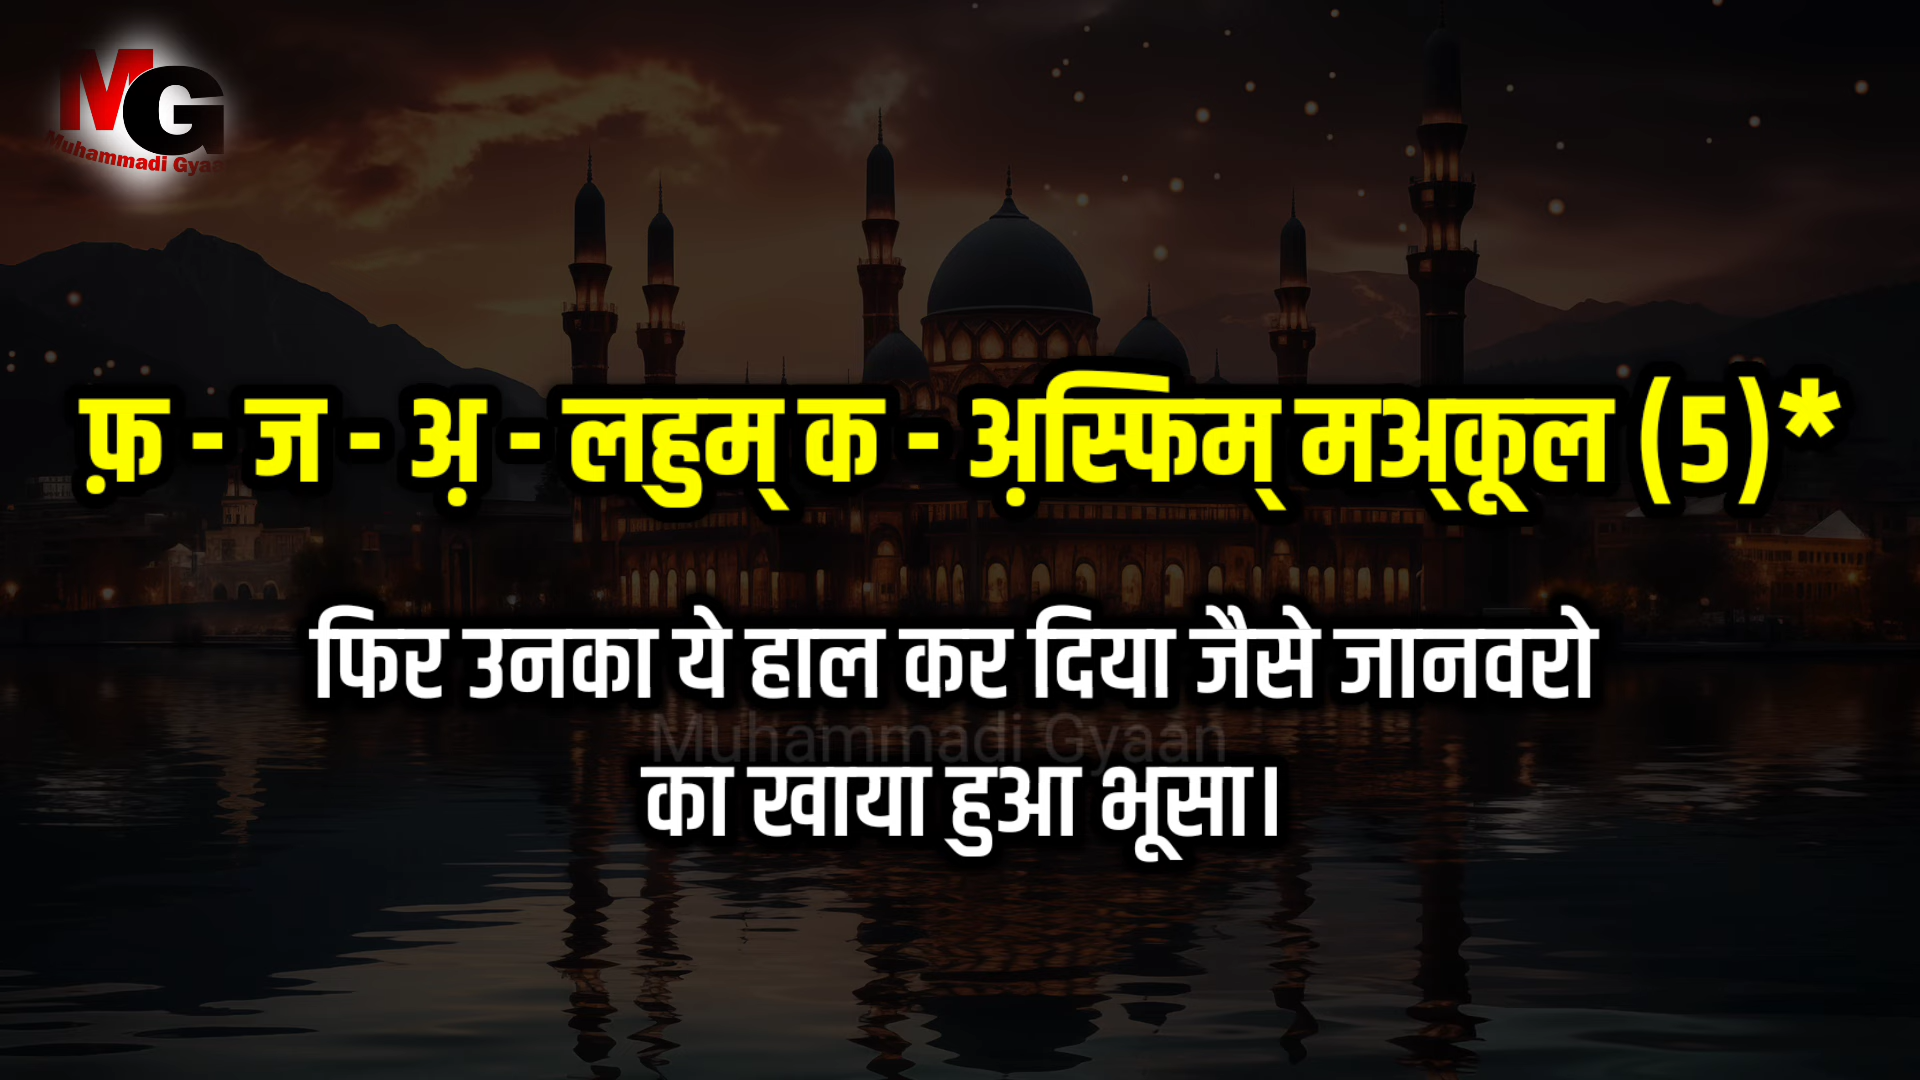 MG
Muhammadi Gyaan
फ़ - ज - अ़ - लहुम् क - अ़स्फिम् मअ्कूल (5)*
फिर उनका ये हाल कर दिया जैसे जानवरो
Muhammadi Gyaan
का खाया हुआ भूसा।